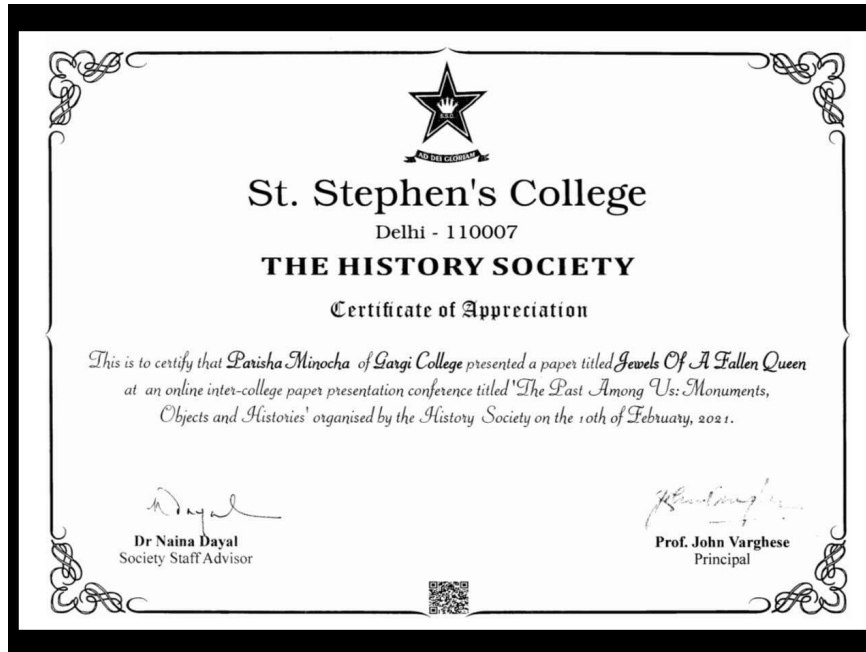 S.S.C.
AD DEI GLORIAM
St. Stephen's College
Delhi - 110007
THE HISTORY SOCIETY
Certificate of Appreciation
This is to certify that Parisha Minocha of Gargi College presented a paper titled Jewels Of A Fallen Queen
at an online inter-college paper presentation conference titled 'The Past Among Us: Monuments,
Objects and Histories' organised by the History Society on the 10th of February, 2021.
N Dayal
Dr Naina Dayal
Society Staff Advisor
Prof. John Varghese
Principal